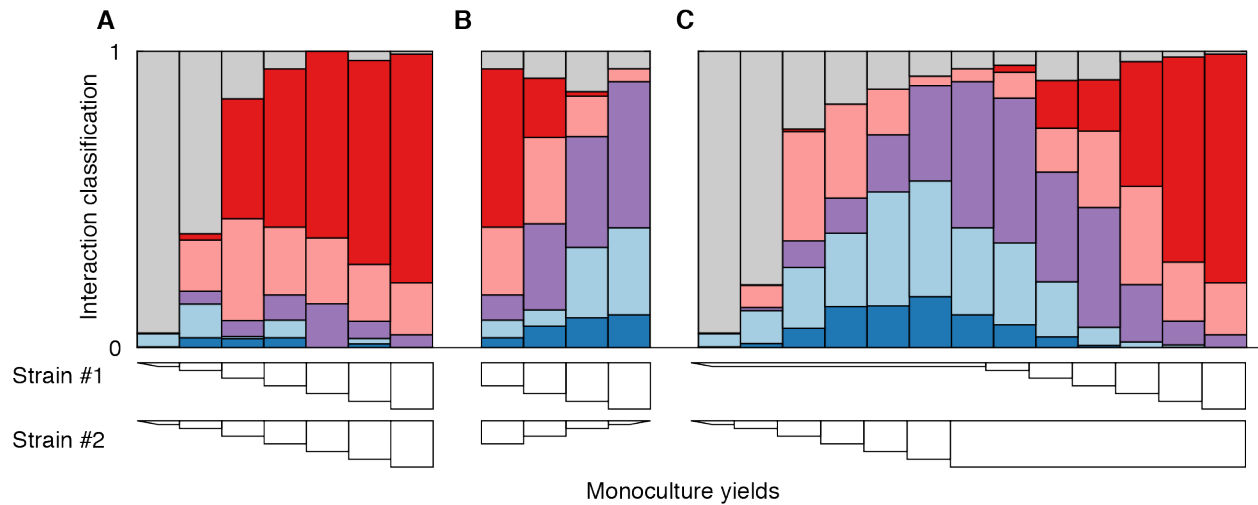 A
B
C
1
Interaction classification
0
Strain #1
Strain #2
Monoculture yields